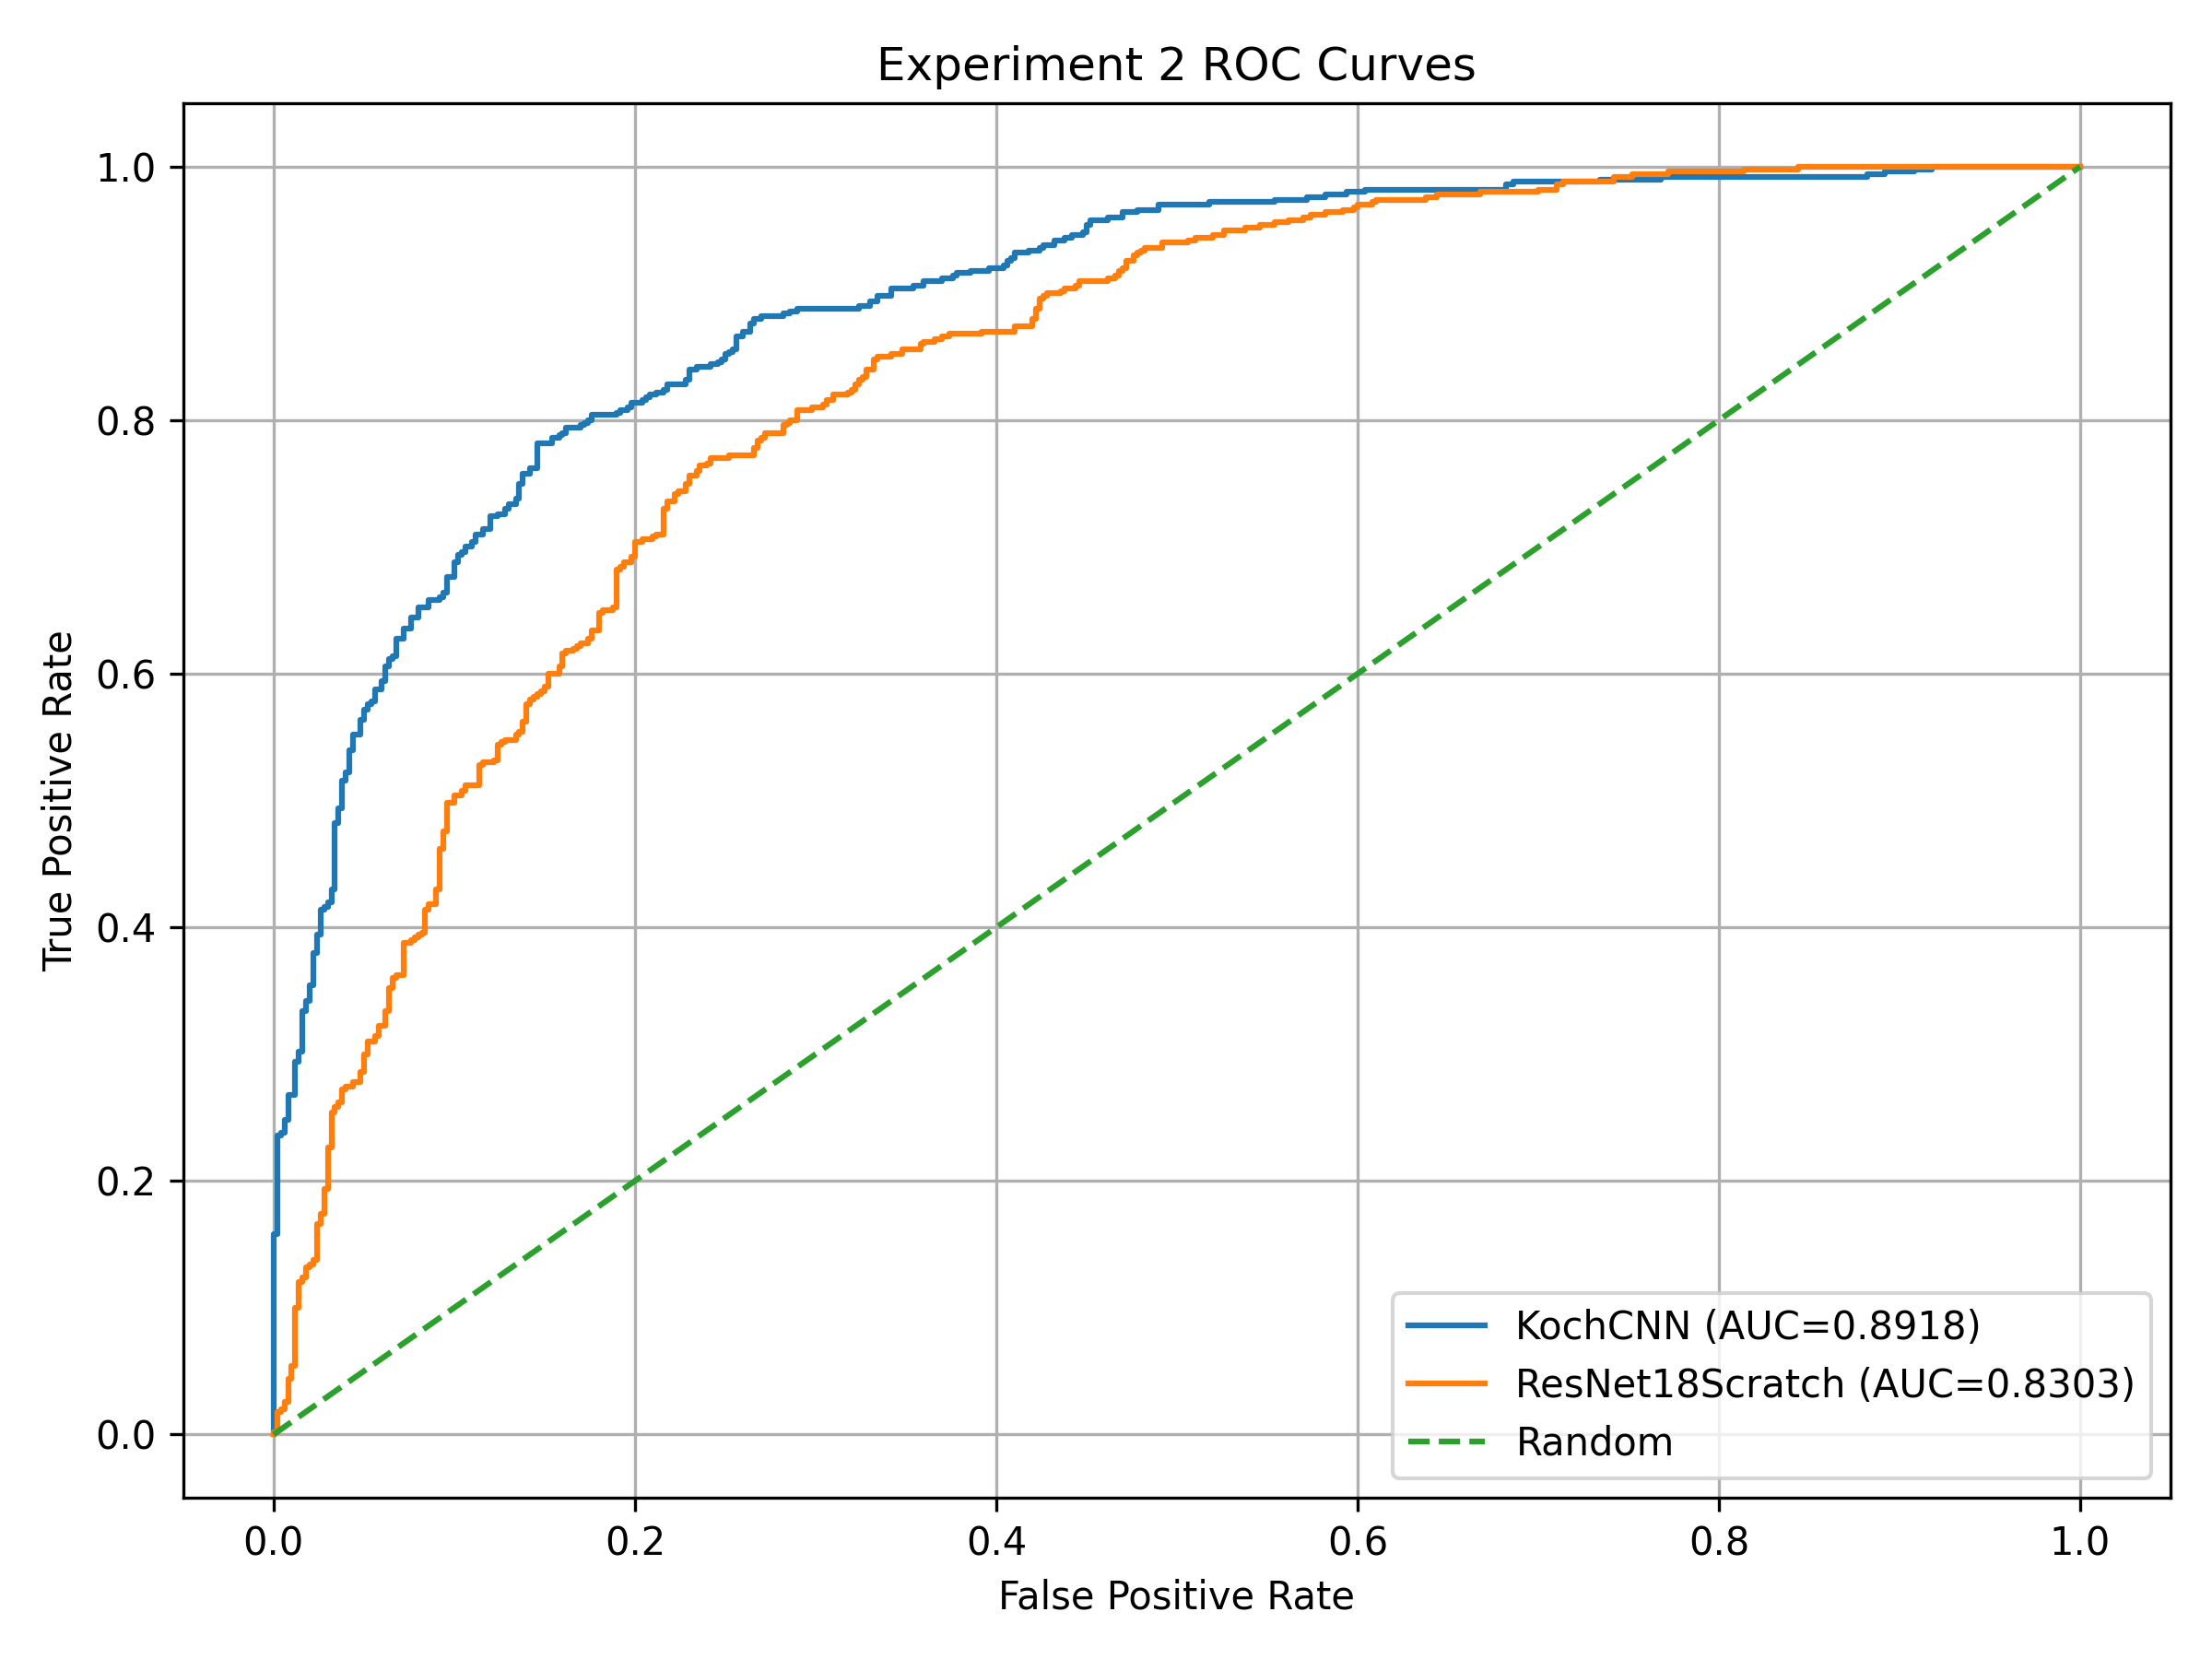 Experiment 2 ROC Curves
True Positive Rate
1.0
0.8
0.6
0.4
0.2
0.0
0.0 0.2 0.4 0.6 0.8 1.0
False Positive Rate
KochCNN (AUC=0.8918)
ResNet18Scratch (AUC=0.8303)
Random